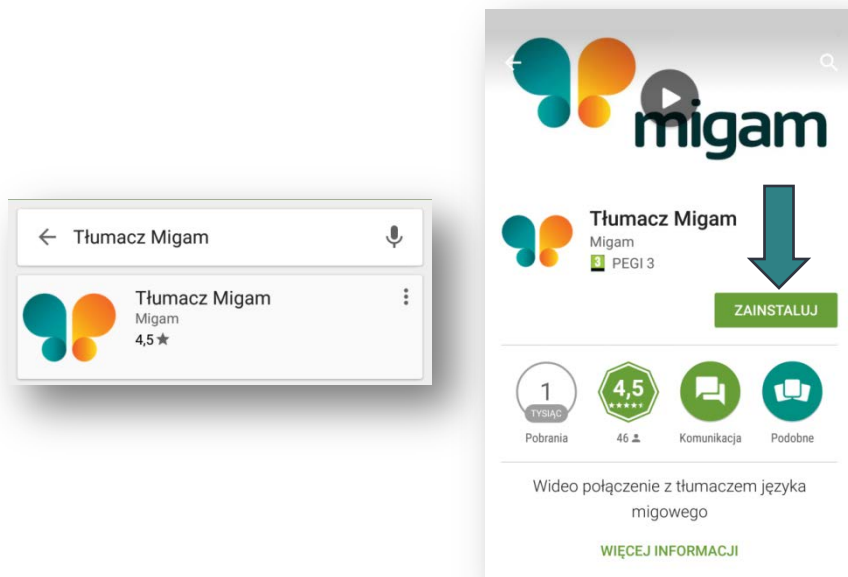 Tłumacz Migam
Tłumacz Migam
Migam
4,5
migam
Tłumacz Migam
Migam
3 PEGI 3
ZAINSTALUJ
1
TYSIĄC
4,5
Pobrania
46
Komunikacja
Podobne
Wideo połączenie z tłumaczem języka
migowego
WIĘCEJ INFORMACJI